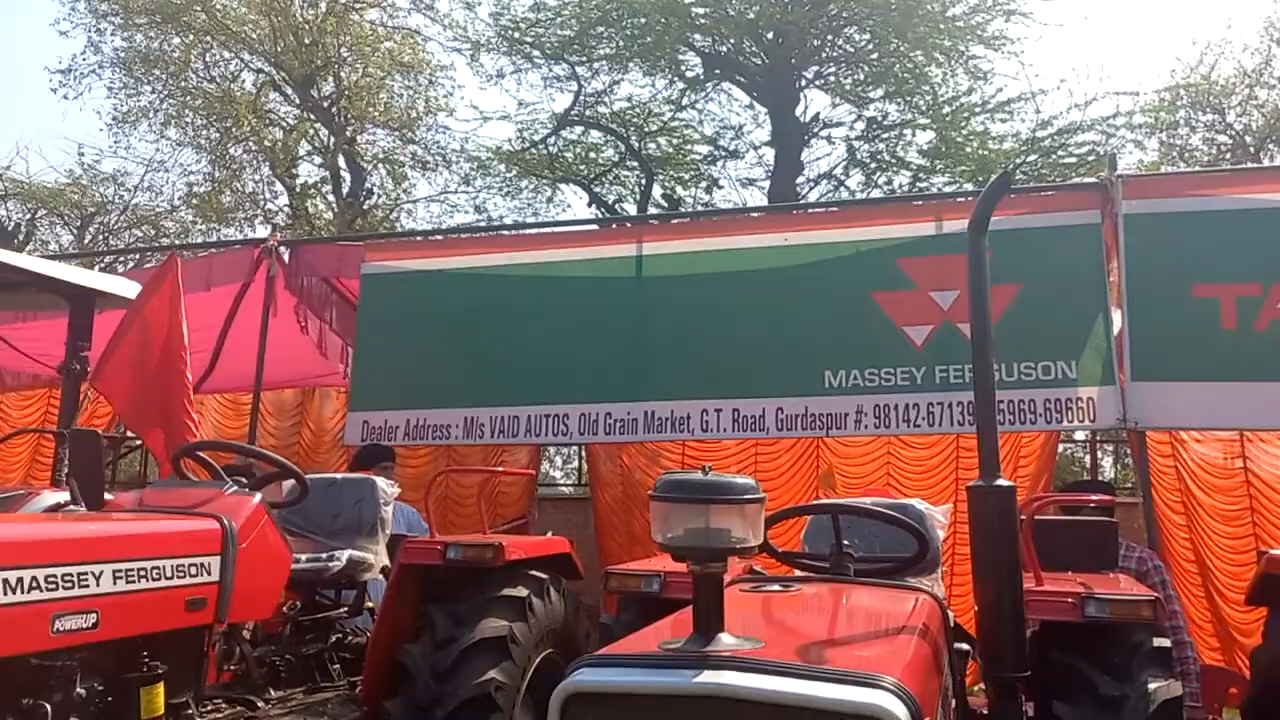 MASSEY FERGUSON
Dealer Address : M/s VAID AUTOS, Old Grain Market, G.T. Road, Gurdaspur #: 98142-67139 5969-69660
TA
MASSEY FERGUSON
POWERUP